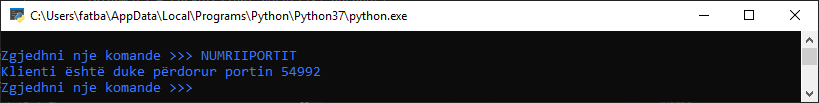 C:\Users\fatba\AppData\Local\Programs\Python\Python37\python.exe
Zgjedhni nje komande >>> NUMRIIPORTIT
Klienti është duke përdorur portin 54992
Zgjedhni nje komande >>>